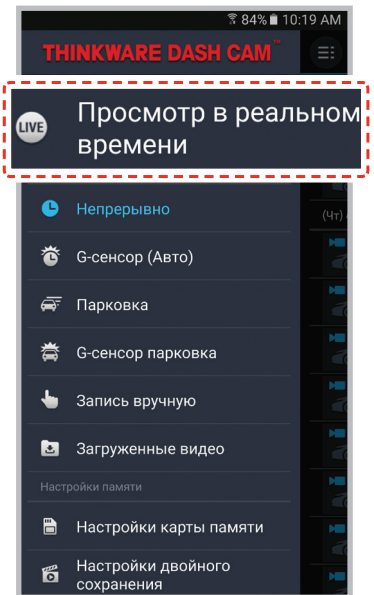 84% 10:19 AM
THINKWARE DASH CAM™
LIVE
Просмотр в реальном
времени
Непрерывно
(Чт)
G-сенсор (Авто)
Парковка
G-сенсор парковка
Запись вручную
Загруженные видео
Настройки памяти
Настройки карты памяти
Настройки двойного
сохранения